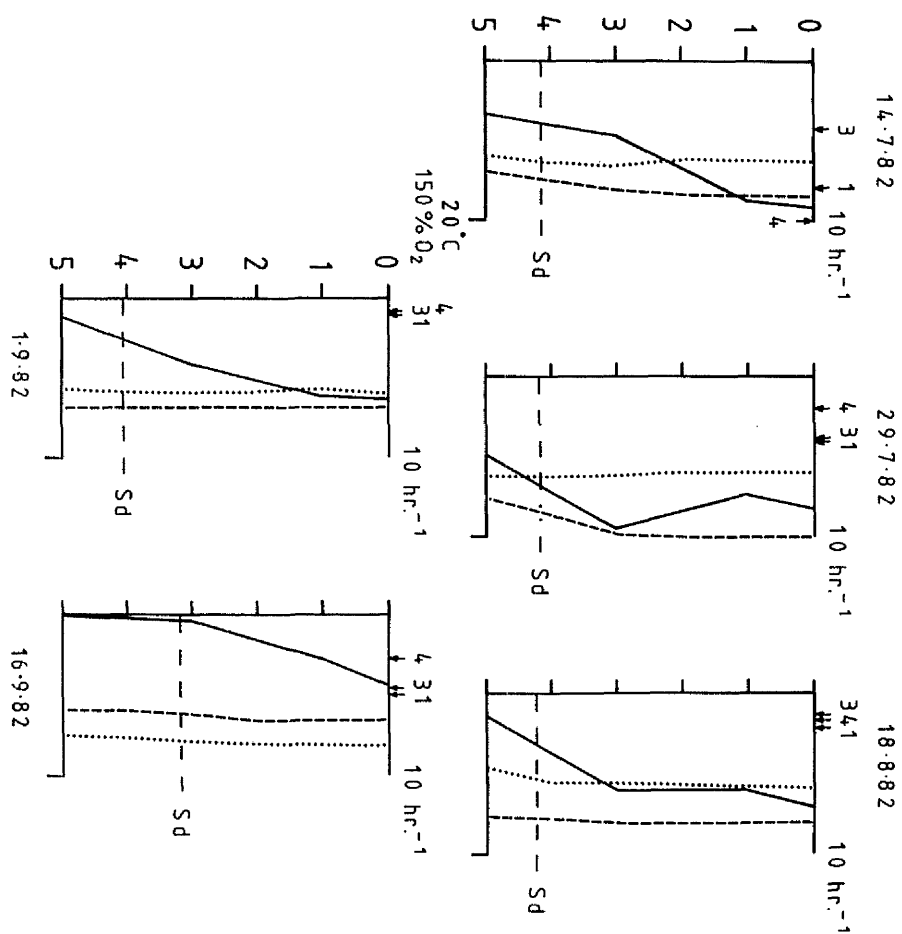 14·7·82
29·7·82
18·8·82
3 1 10 hr.⁻¹
4 31 10 hr.⁻¹
341 10 hr.⁻¹
0
4
1
2
3
4
Sd
Sd
Sd
5
20°C
150%O₂
4
31 10 hr.⁻¹
4 31 10 hr.⁻¹
0
1
2
3
Sd
4
Sd
5
1·9·82
16·9·82